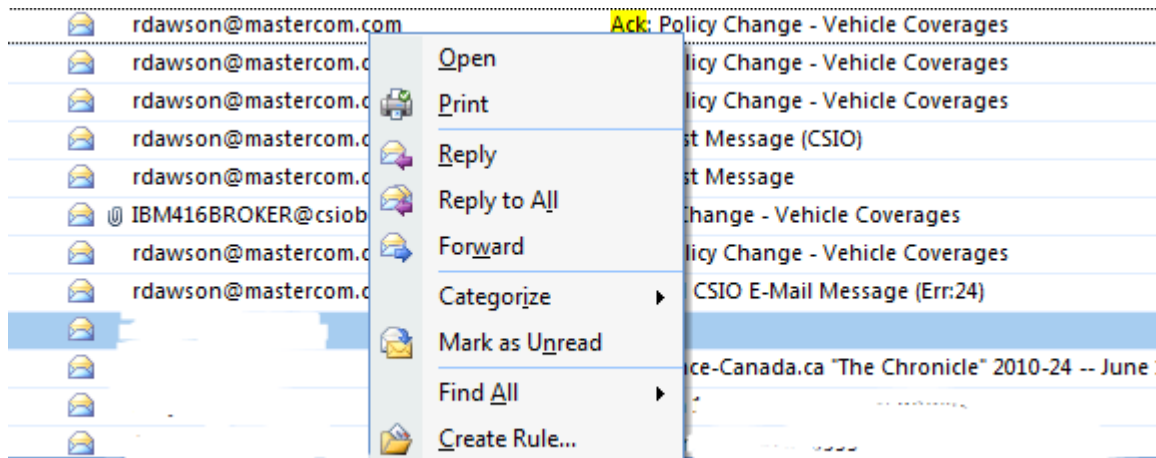 rdawson@mastercom.com Ack: Policy Change - Vehicle Coverages
Open
rdawson@mastercom.c licy Change - Vehicle Coverages
rdawson@mastercom.c licy Change - Vehicle Coverages
Print
rdawson@mastercom.c st Message (CSIO)
Reply
rdawson@mastercom.c st Message
Reply to All
IBM416BROKER@csiob Change - Vehicle Coverages
rdawson@mastercom.c licy Change - Vehicle Coverages
Forward
rdawson@mastercom.c CSIO E-Mail Message (Err:24)
Categorize
Mark as Unread
ce-Canada.ca "The Chronicle" 2010-24 -- June
Find All
Create Rule...